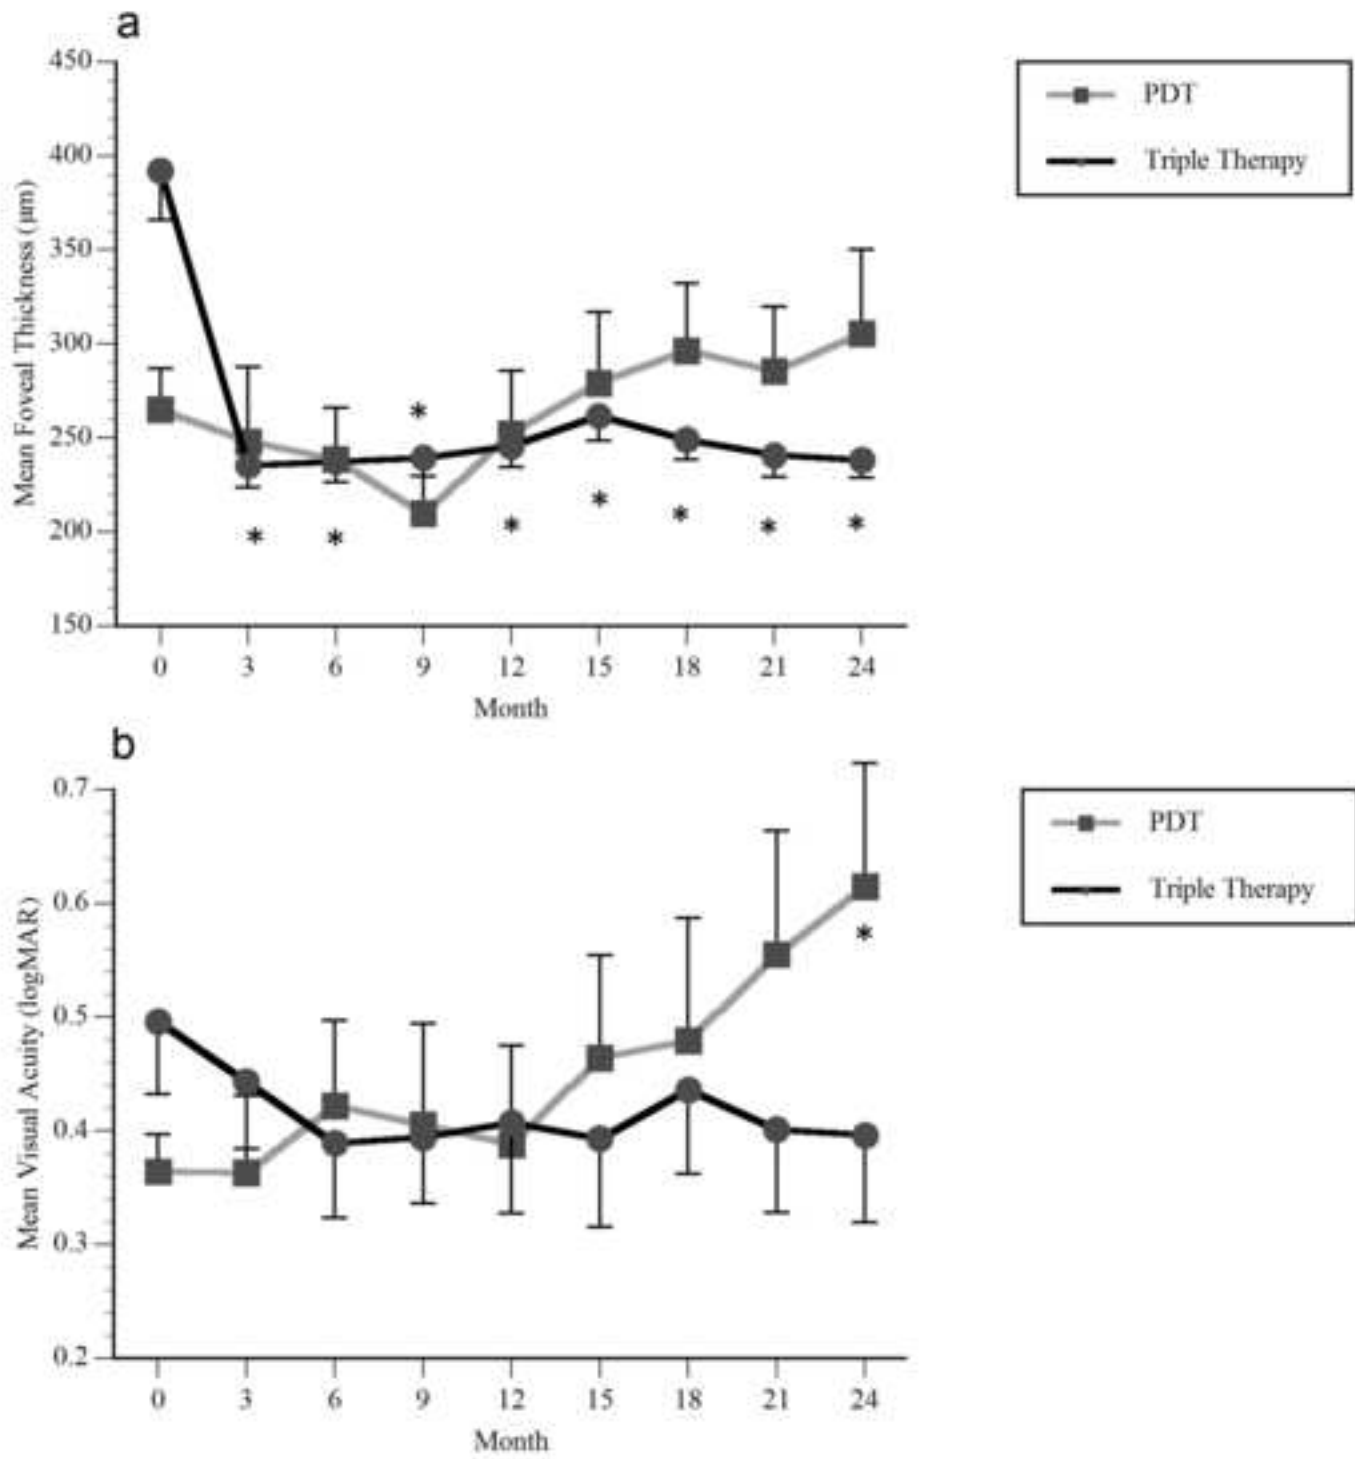 a
450
400
350
300
250
200
150
Mean Foveal Thickness (μm)
* * * * * * * *
0 3 6 9 12 15 18 21 24
Month
PDT
Triple Therapy
b
0.7
0.6
0.5
0.4
0.3
0.2
Mean Visual Acuity (logMAR)
*
0 3 6 9 12 15 18 21 24
Month
PDT
Triple Therapy